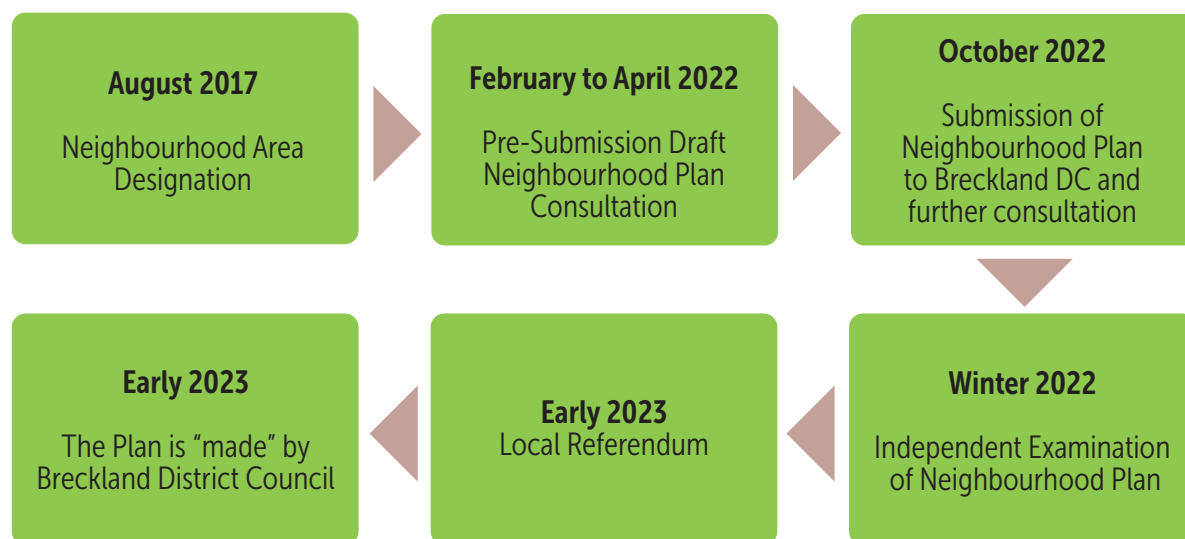 August 2017
Neighbourhood Area
Designation
February to April 2022
Pre-Submission Draft
Neighbourhood Plan
Consultation
October 2022
Submission of
Neighbourhood Plan
to Breckland DC and
further consultation
Winter 2022
Independent Examination
of Neighbourhood Plan
Early 2023
Local Referendum
Early 2023
The Plan is “made” by
Breckland District Council